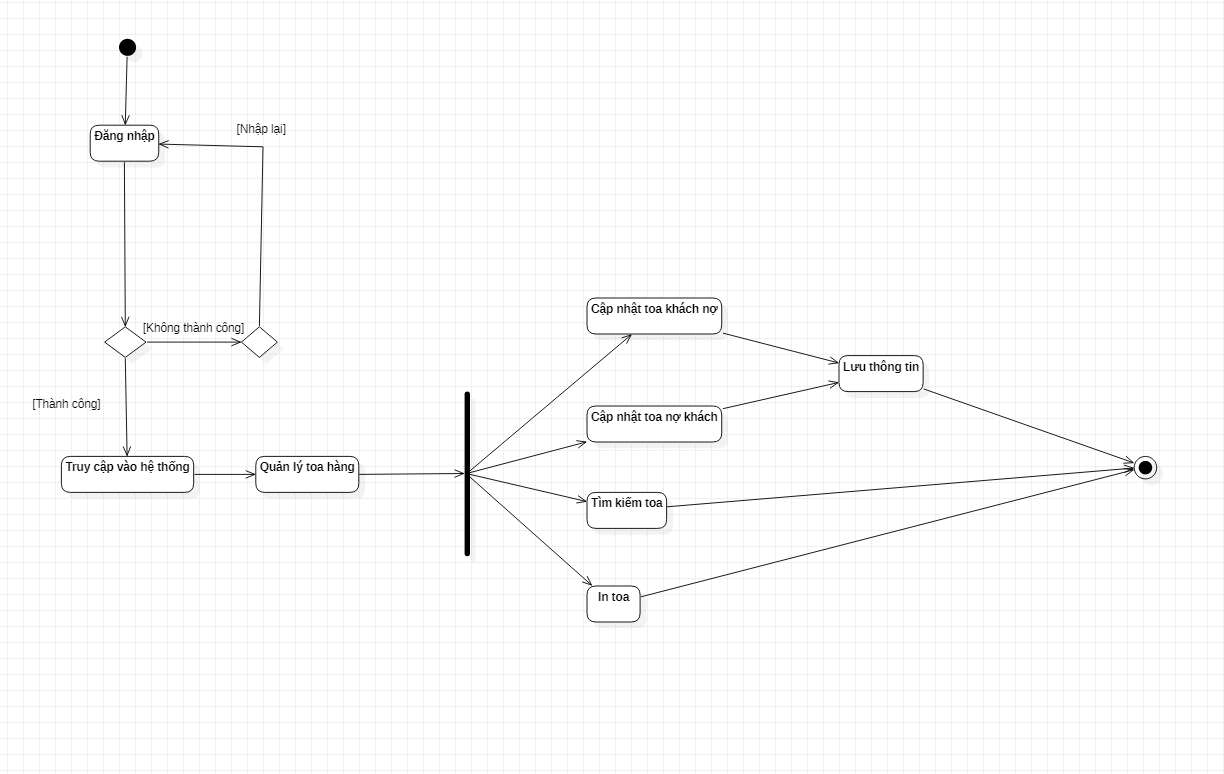 Đăng nhập
[Nhập lại]
[Không thành công]
[Thành công]
Truy cập vào hệ thống
Quản lý toa hàng
Cập nhật toa khách nợ
Cập nhật toa nợ khách
Tìm kiếm toa
In toa
Lưu thông tin